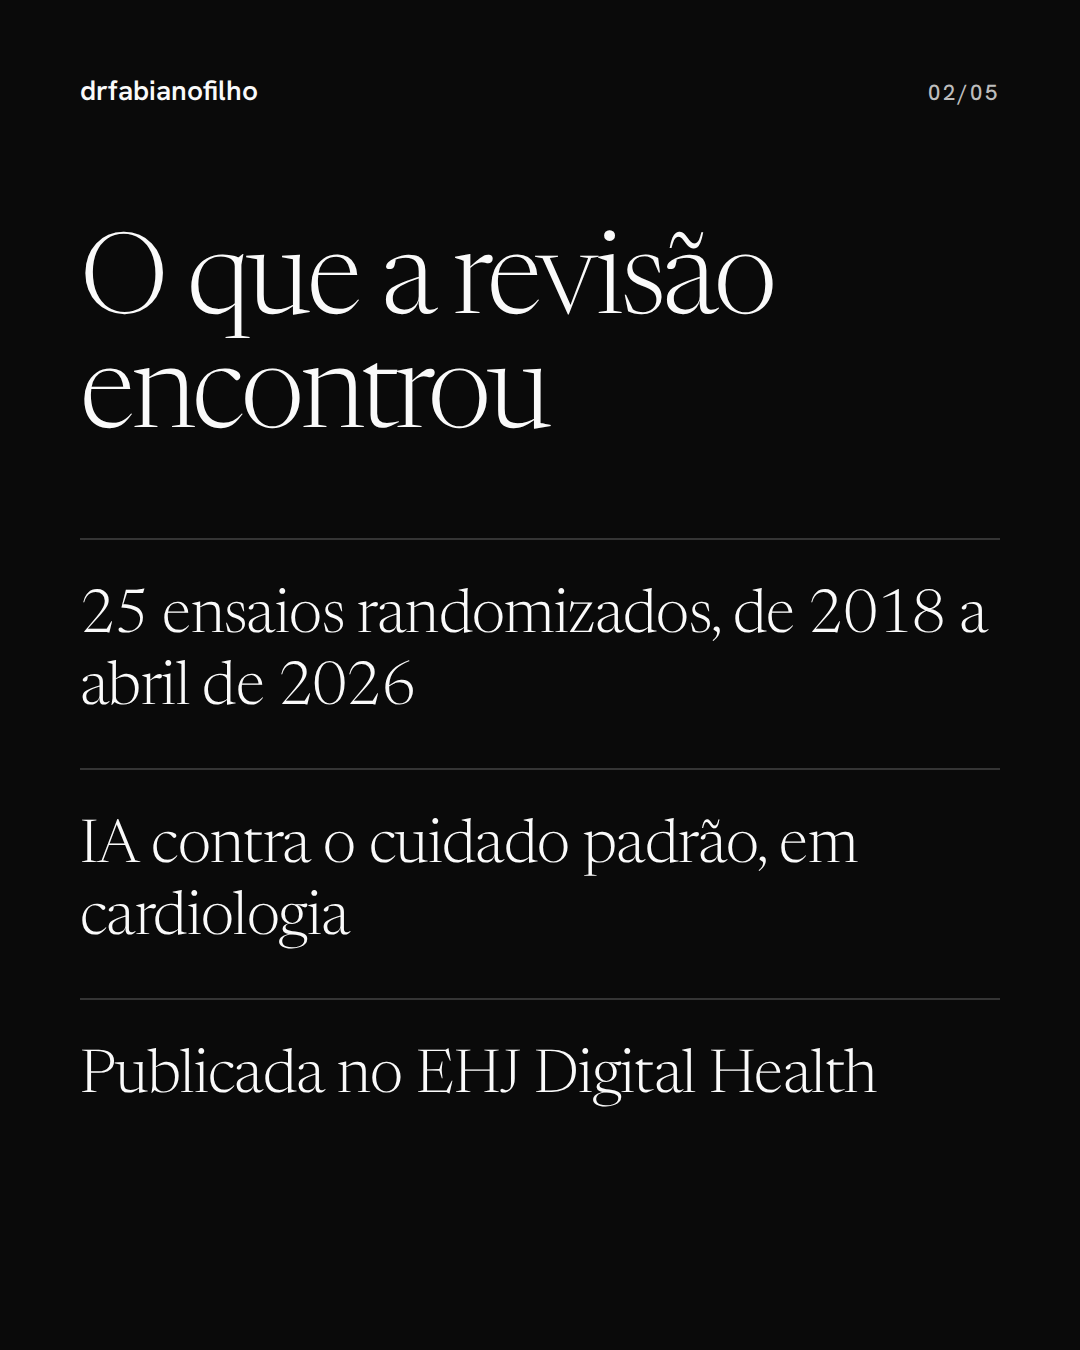 drfabianofilho
02/05
O que a revisão
encontrou
25 ensaios randomizados, de 2018 a
abril de 2026
IA contra o cuidado padrão, em
cardiologia
Publicada no EHJ Digital Health